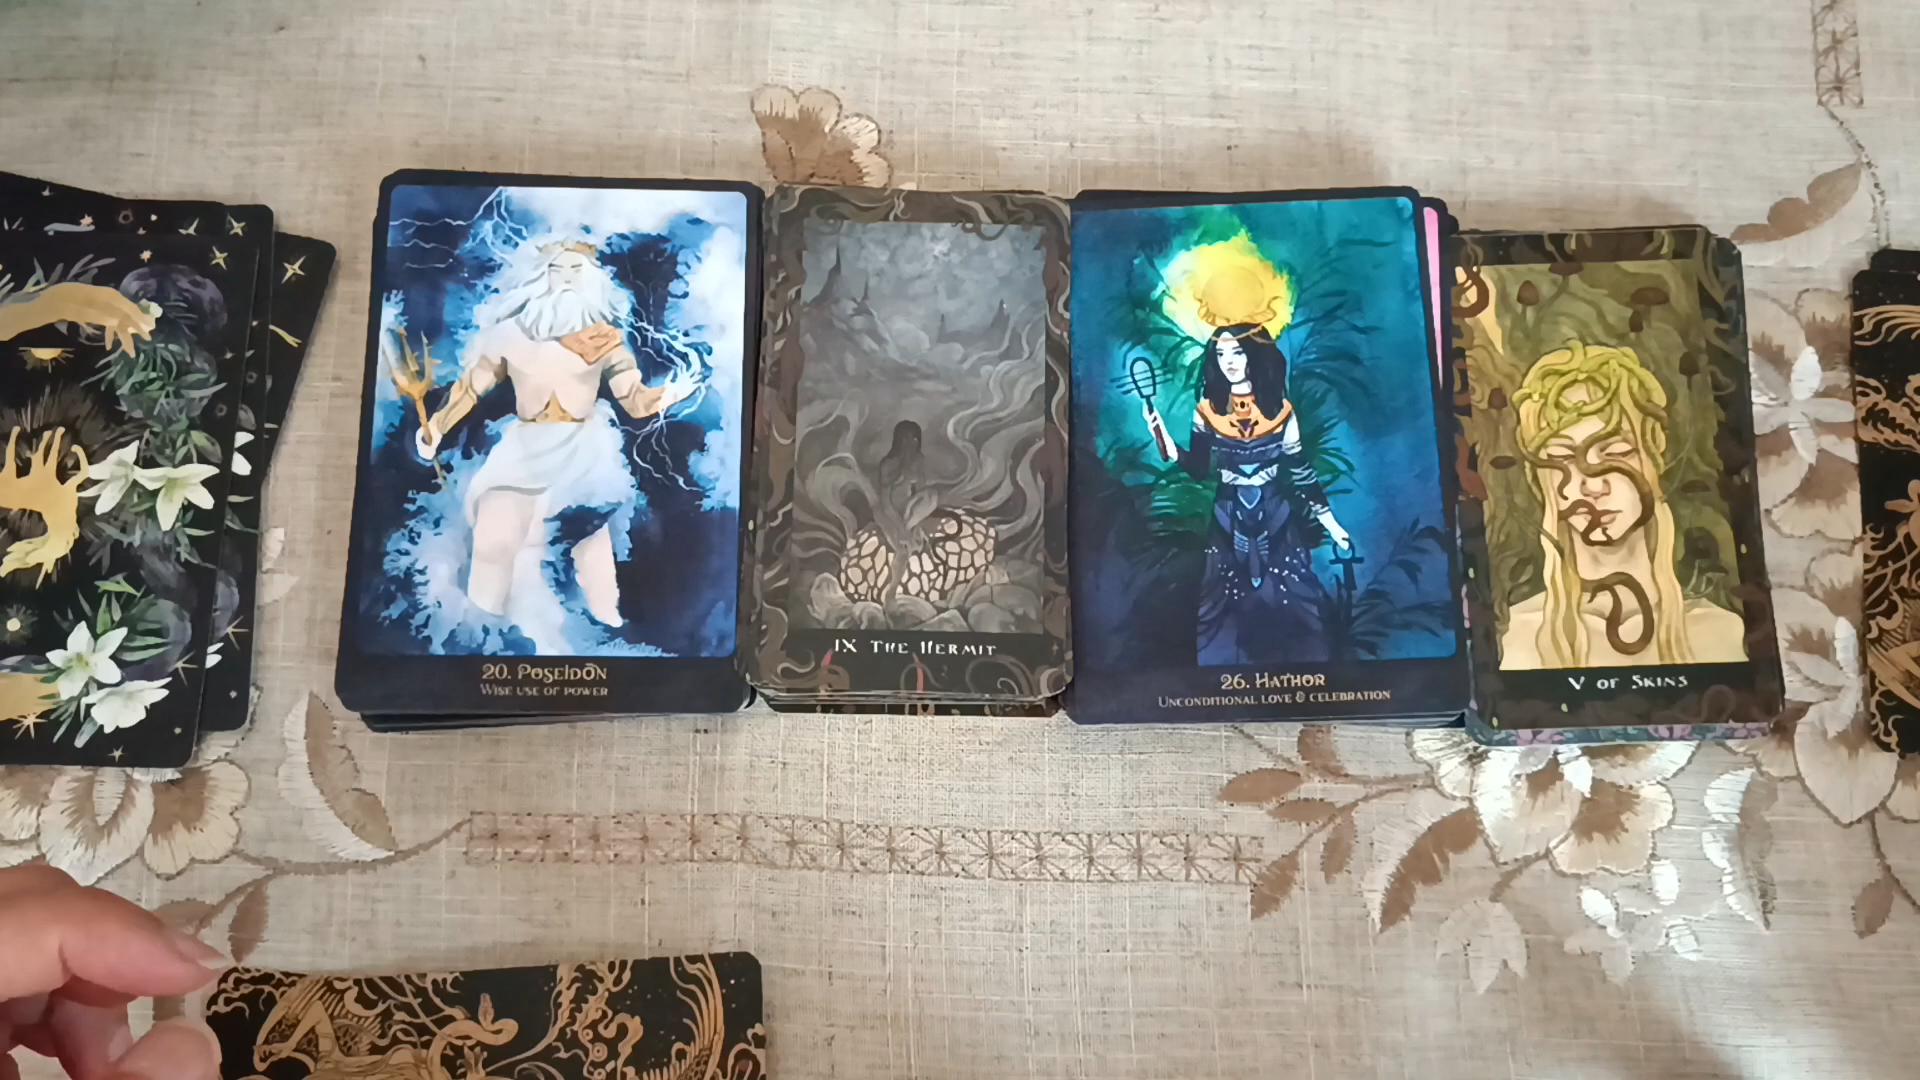 20. Poseidon
Wise use of power
IX The Hermit
26. Hathor
Unconditional love & celebration
V of Skins